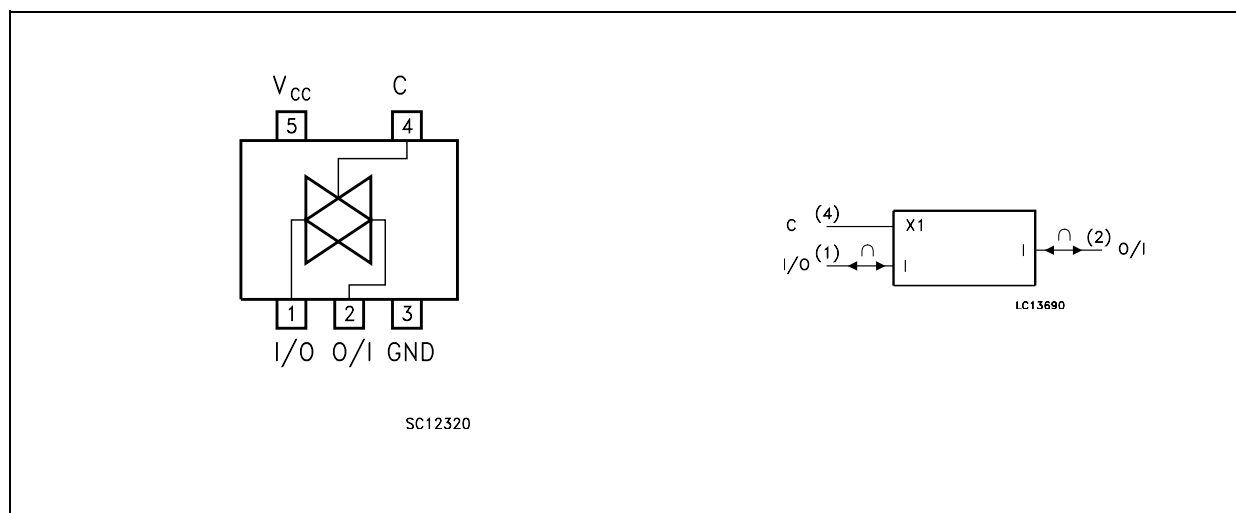 VCC C
5 4
1 2 3
I/O O/I GND
SC12320
C (4) X1
I/O (1) ∩ I
I ∩ (2) O/I
LC13690